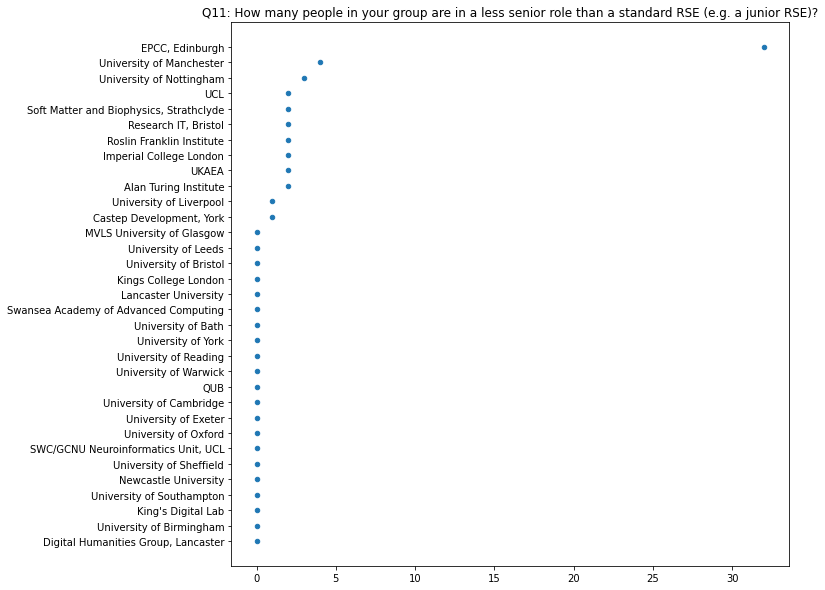 Q11: How many people in your group are in a less senior role than a standard RSE (e.g. a junior RSE)?
EPCC, Edinburgh
University of Manchester
University of Nottingham
UCL
Soft Matter and Biophysics, Strathclyde
Research IT, Bristol
Roslin Franklin Institute
Imperial College London
UKAEA
Alan Turing Institute
University of Liverpool
Castep Development, York
MVLS University of Glasgow
University of Leeds
University of Bristol
Kings College London
Lancaster University
Swansea Academy of Advanced Computing
University of Bath
University of York
University of Reading
University of Warwick
QUB
University of Cambridge
University of Exeter
University of Oxford
SWC/GCNU Neuroinformatics Unit, UCL
University of Sheffield
Newcastle University
University of Southampton
King's Digital Lab
University of Birmingham
Digital Humanities Group, Lancaster
0 5 10 15 20 25 30